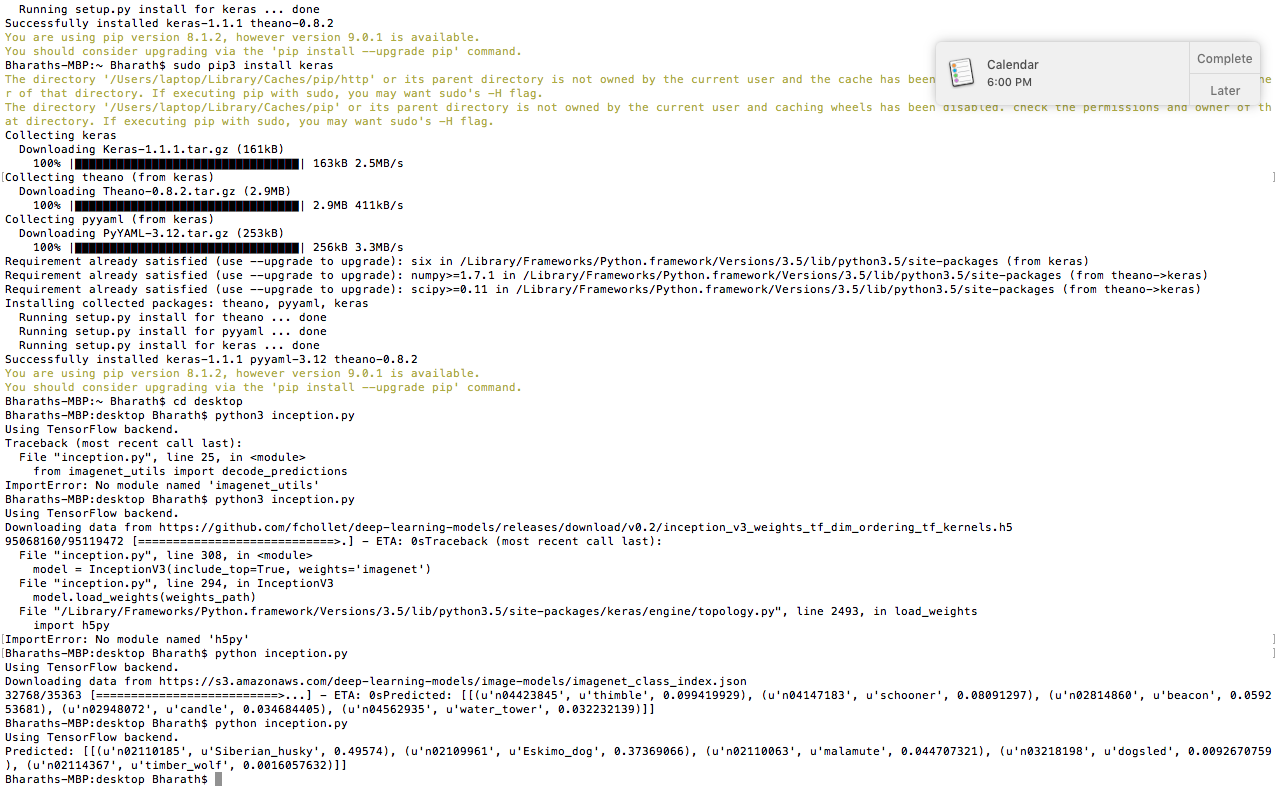 Running setup.py install for keras ... done
Successfully installed keras-1.1.1 theano-0.8.2
You are using pip version 8.1.2, however version 9.0.1 is available.
You should consider upgrading via the 'pip install --upgrade pip' command.
Bharaths-MBP:~ Bharath$ sudo pip3 install keras
The directory '/Users/laptop/Library/Caches/pip/http' or its parent directory is not owned by the current user and the cache has been
r of that directory. If executing pip with sudo, you may want sudo's -H flag.
The directory '/Users/laptop/Library/Caches/pip' or its parent directory is not owned by the current user and caching wheels has been disabled. check the permissions and owner of th
at directory. If executing pip with sudo, you may want sudo's -H flag.
Calendar
6:00 PM
Complete
Later
Collecting keras
  Downloading Keras-1.1.1.tar.gz (161kB)
    100% |████████████████████████████████| 163kB 2.5MB/s
[Collecting theano (from keras) ]
  Downloading Theano-0.8.2.tar.gz (2.9MB)
    100% |████████████████████████████████| 2.9MB 411kB/s
Collecting pyyaml (from keras)
  Downloading PyYAML-3.12.tar.gz (253kB)
    100% |████████████████████████████████| 256kB 3.3MB/s
Requirement already satisfied (use --upgrade to upgrade): six in /Library/Frameworks/Python.framework/Versions/3.5/lib/python3.5/site-packages (from keras)
Requirement already satisfied (use --upgrade to upgrade): numpy>=1.7.1 in /Library/Frameworks/Python.framework/Versions/3.5/lib/python3.5/site-packages (from theano->keras)
Requirement already satisfied (use --upgrade to upgrade): scipy>=0.11 in /Library/Frameworks/Python.framework/Versions/3.5/lib/python3.5/site-packages (from theano->keras)
Installing collected packages: theano, pyyaml, keras
  Running setup.py install for theano ... done
  Running setup.py install for pyyaml ... done
  Running setup.py install for keras ... done
Successfully installed keras-1.1.1 pyyaml-3.12 theano-0.8.2
You are using pip version 8.1.2, however version 9.0.1 is available.
You should consider upgrading via the 'pip install --upgrade pip' command.
Bharaths-MBP:~ Bharath$ cd desktop
Bharaths-MBP:desktop Bharath$ python3 inception.py
Using TensorFlow backend.
Traceback (most recent call last):
  File "inception.py", line 25, in <module>
    from imagenet_utils import decode_predictions
ImportError: No module named 'imagenet_utils'
Bharaths-MBP:desktop Bharath$ python3 inception.py
Using TensorFlow backend.
Downloading data from https://github.com/fchollet/deep-learning-models/releases/download/v0.2/inception_v3_weights_tf_dim_ordering_tf_kernels.h5
95068160/95119472 [============================>.] - ETA: 0sTraceback (most recent call last):
  File "inception.py", line 308, in <module>
    model = InceptionV3(include_top=True, weights='imagenet')
  File "inception.py", line 294, in InceptionV3
    model.load_weights(weights_path)
  File "/Library/Frameworks/Python.framework/Versions/3.5/lib/python3.5/site-packages/keras/engine/topology.py", line 2493, in load_weights
    import h5py
[ImportError: No module named 'h5py' ]
[Bharaths-MBP:desktop Bharath$ python inception.py ]
Using TensorFlow backend.
Downloading data from https://s3.amazonaws.com/deep-learning-models/image-models/imagenet_class_index.json
32768/35363 [==========================>...] - ETA: 0sPredicted: [[(u'n04423845', u'thimble', 0.099419929), (u'n04147183', u'schooner', 0.08091297), (u'n02814860', u'beacon', 0.0592
53681), (u'n02948072', u'candle', 0.034684405), (u'n04562935', u'water_tower', 0.032232139)]]
Bharaths-MBP:desktop Bharath$ python inception.py
Using TensorFlow backend.
Predicted: [[(u'n02110185', u'Siberian_husky', 0.49574), (u'n02109961', u'Eskimo_dog', 0.37369066), (u'n02110063', u'malamute', 0.044707321), (u'n03218198', u'dogsled', 0.0092670759
), (u'n02114367', u'timber_wolf', 0.0016057632)]]
Bharaths-MBP:desktop Bharath$